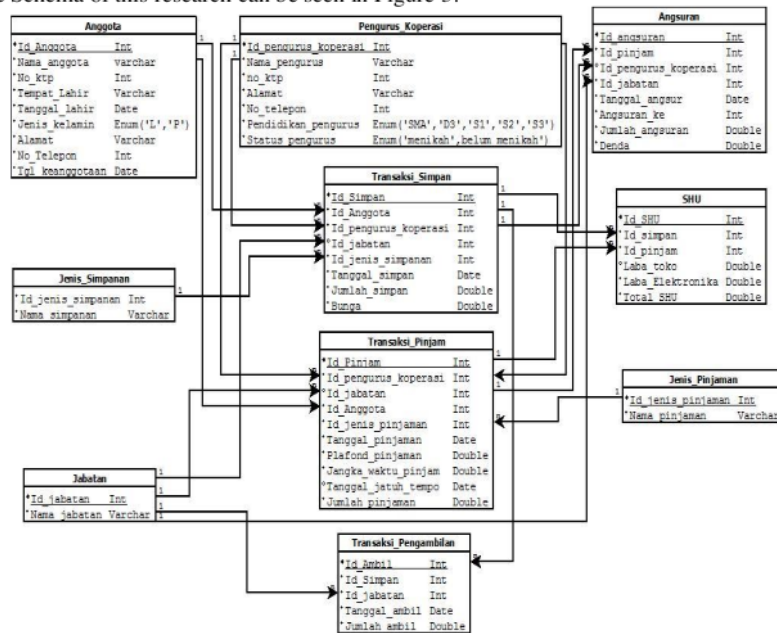 Schema of this research can be seen in Figure 3.
Anggota
*Id_Anggota Int
*Nama_anggota Varchar
*No_ktp Int
*Tempat_Lahir Varchar
*Tanggal_lahir Date
*Jenis_kelamin Enum('L','P')
*Alamat Varchar
*No_Telepon Int
*Tgl_keanggotaan Date
Pengurus_Koperasi
*Id_pengurus_koperasi Int
*Nama_pengurus Varchar
*no_ktp Int
*Alamat Varchar
*No_telepon Int
*Pendidikan_pengurus Enum('SMA','D3','S1','S2','S3')
*Status_pengurus Enum('menikah',belum menikah')
Angsuran
*Id_angsuran Int
*Id_pinjam Int
°Id_pengurus_koperasi Int
*Id_jabatan Int
*Tanggal_angsur Date
*Angsuran_ke Int
*Jumlah_angsuran Double
*Denda Double
Transaksi_Simpan
*Id_Simpan Int
*Id_Anggota Int
*Id_pengurus_koperasi Int
°Id_jabatan Int
*Id_jenis_simpanan Int
*Tanggal_simpan Date
*Jumlah_simpan Double
*Bunga Double
SHU
*Id_SHU Int
*Id_simpan Int
*Id_pinjam Int
°Laba_toko Double
*Laba_Elektronika Double
*Total_SHU Double
Jenis_Simpanan
*Id_jenis_simpanan Int
*Nama_simpanan Varchar
Transaksi_Pinjam
*Id_Pinjam Int
*Id_pengurus_koperasi Int
°Id_jabatan Int
*Id_Anggota Int
*Id_jenis_pinjaman Int
*Tanggal_pinjaman Date
*Plafond_pinjaman Double
*Jangka_waktu_pinjam Double
°Tanggal_jatuh_tempo Date
*Jumlah_pinjaman Double
Jenis_Pinjaman
*Id_jenis_pinjaman Int
*Nama_pinjaman Varchar
Jabatan
*Id_jabatan Int
*Nama_jabatan Varchar
Transaksi_Pengambilan
*Id_Ambil Int
*Id_Simpan Int
*Id_jabatan Int
*Tanggal_ambil Date
*Jumlah_ambil Double